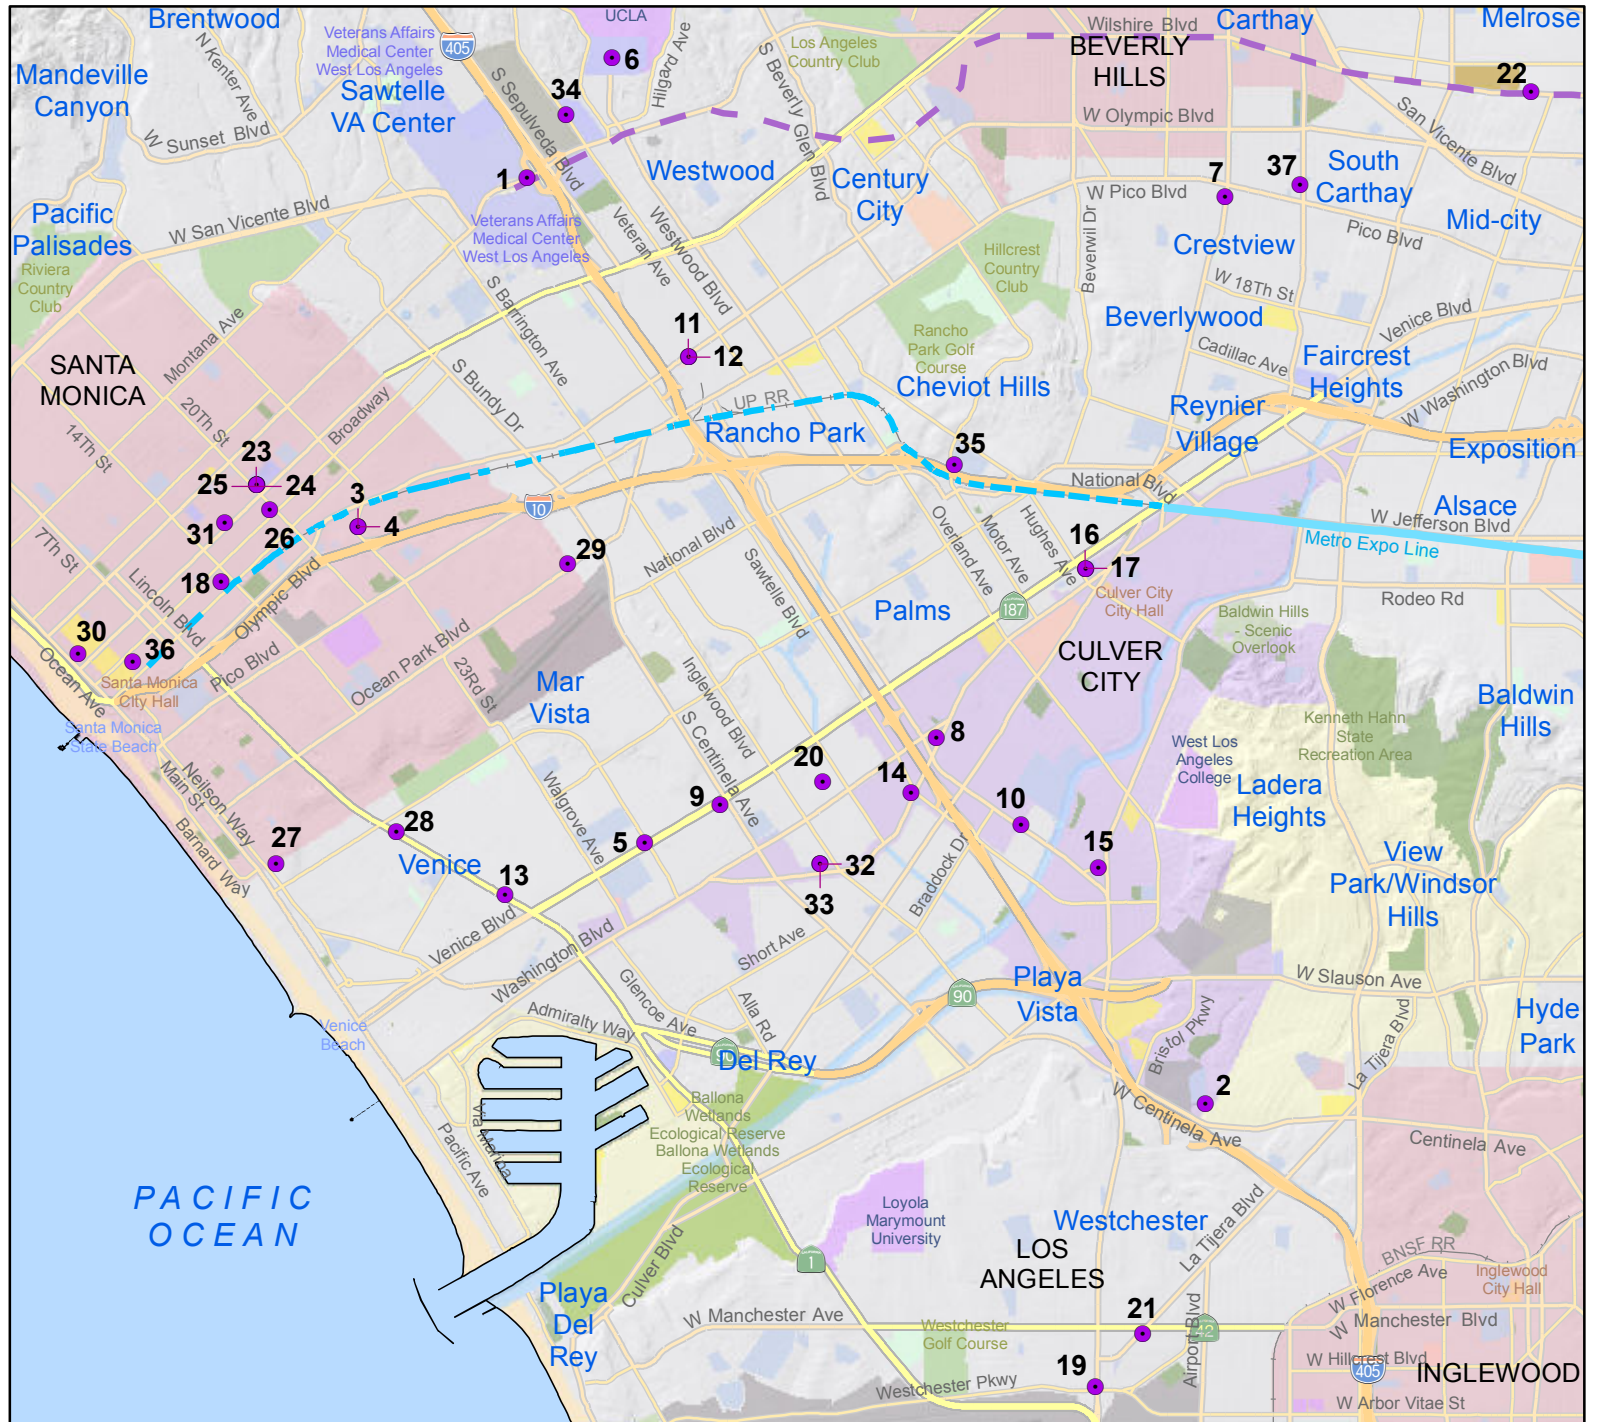 Brentwood
UCLA
Carthay
Melrose
Wilshire Blvd
N Kenter Ave
Veterans Affairs
Medical Center
West Los Angeles
405
6
Hilgard Ave
S Beverly Glen Blvd
Los Angeles
Country Club
BEVERLY
HILLS
22
Mandeville
Canyon
Sawtelle
VA Center
S Sepulveda Blvd
34
W Olympic Blvd
San Vicente Blvd
W Sunset Blvd
1
Westwood
Century
City
7
37
South
Carthay
W Pico Blvd
Pacific
Palisades
W San Vicente Blvd
Veterans Affairs
Medical Center
West Los Angeles
Veteran Ave
Westwood Blvd
Beverwil Dr
Crestview
Pico Blvd
Mid-city
Riviera
Country
Club
Hillcrest
Country
Club
W 18Th St
S Barrington Ave
Beverlywood
Venice Blvd
Montana Ave
11
12
Rancho
Park Golf
Course
Cadillac Ave
Faircrest
Heights
W Washington Blvd
SANTA
MONICA
S Bundy Dr
UP RR
Cheviot Hills
Reynier
Village
20Th St
Broadway
Rancho Park
14Th St
23
25
24
3
4
35
National Blvd
Exposition
31
26
10
Alsace
W Jefferson Blvd
Metro Expo Line
7Th St
18
29
National Blvd
Sawtelle Blvd
Overland Ave
Motor Ave
Hughes Ave
16
17
Culver City
City Hall
Lincoln Blvd
Olympic Blvd
187
Palms
Rodeo Rd
Baldwin Hills
- Scenic
Overlook
30
36
Pico Blvd
Ocean Park Blvd
CULVER
CITY
Ocean Ave
Santa Monica
City Hall
23Rd St
Mar
Vista
Inglewood Blvd
Baldwin
Hills
Santa Monica
State Beach
S Centinela Ave
8
West Los
Angeles
College
Kenneth Hahn
State
Recreation Area
Neilson Way
Main St
Walgrove Ave
20
14
Ladera
Heights
9
10
28
5
Barnard Way
27
Venice
32
33
Braddock Dr
15
View
Park/Windsor
Hills
13
Venice Blvd
Washington Blvd
Short Ave
Glencoe Ave
Alla Rd
90
Playa
Vista
W Slauson Ave
Venice
Beach
Admiralty Way
90
Del Rey
Bristol Pkwy
La Tijera Blvd
Hyde
Park
Ballona
Wetlands
Ecological Reserve
Ballona Wetlands
Ecological
Reserve
2
W Centinela Ave
Centinela Ave
Via Marina
Pacific Ave
PACIFIC
OCEAN
Loyola
Marymount
University
Westchester
La Tijera Blvd
LOS
ANGELES
1
Culver Blvd
BNSF RR
W Florence Ave
Inglewood
City Hall
Playa
Del
Rey
W Manchester Ave
Westchester
Golf Course
21
Airport Blvd
42
W Manchester Blvd
19
W Hillcrest Blvd
405
INGLEWOOD
Westchester Pkwy
W Arbor Vitae St